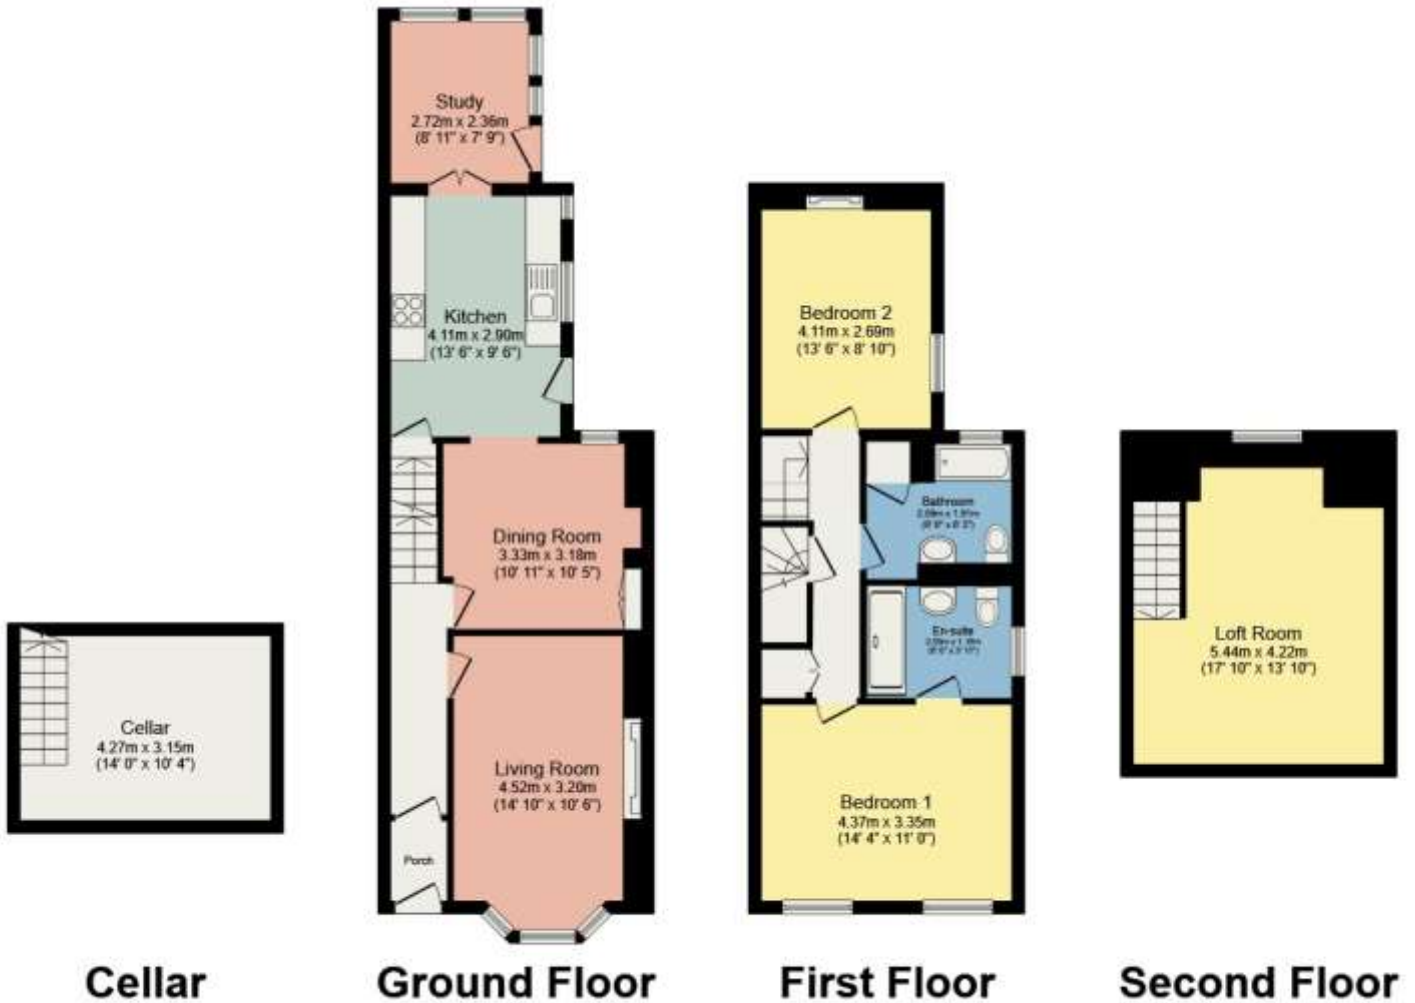 Study
2.72m x 2.36m
(8' 11" x 7' 9")
Kitchen
4.11m x 2.90m
(13' 6" x 9' 6")
Dining Room
3.33m x 3.18m
(10' 11" x 10' 5")
Living Room
4.52m x 3.20m
(14' 10" x 10' 6")
Porch
Cellar
4.27m x 3.15m
(14' 0" x 10' 4")
Bedroom 2
4.11m x 2.69m
(13' 6" x 8' 10")
Bathroom
En-suite
Bedroom 1
4.37m x 3.35m
(14' 4" x 11' 0")
Loft Room
5.44m x 4.22m
(17' 10" x 13' 10")
Cellar
Ground Floor
First Floor
Second Floor